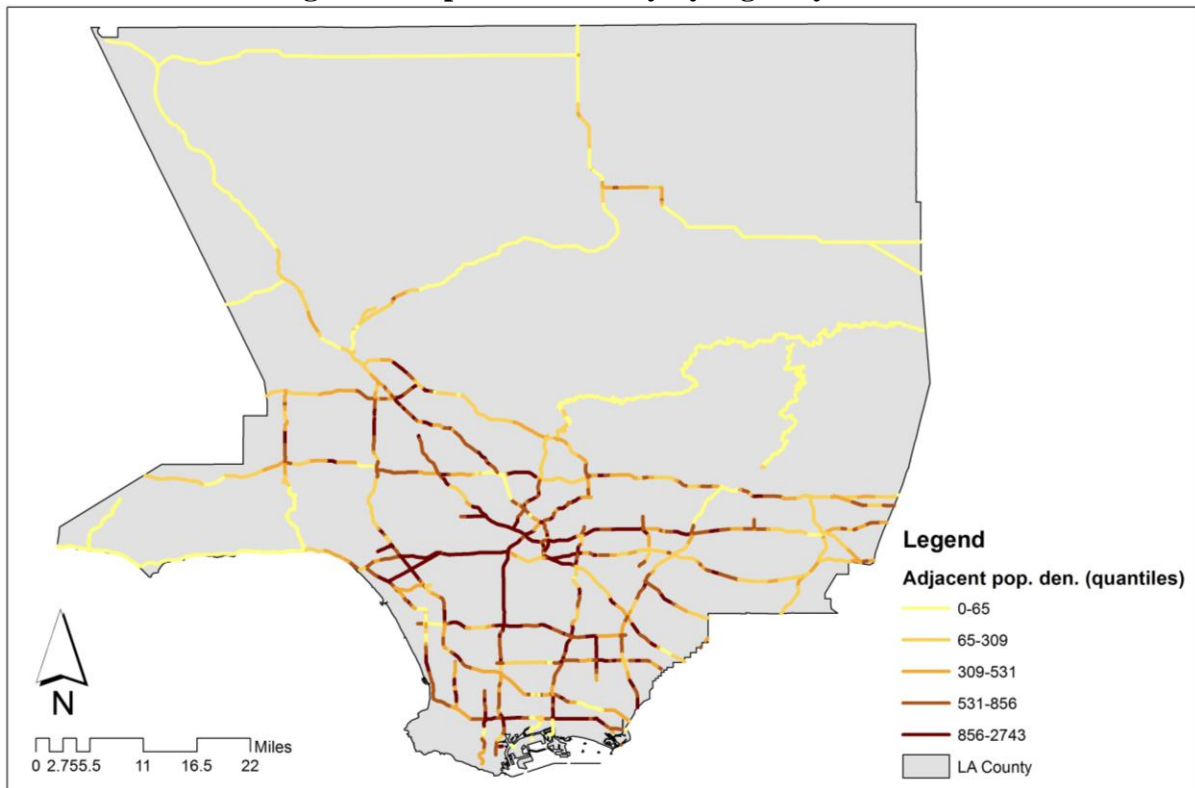 Legend
Adjacent pop. den. (quantiles)
0-65
65-309
309-531
531-856
856-2743
LA County
N
Miles
0 2.755.5 11 16.5 22